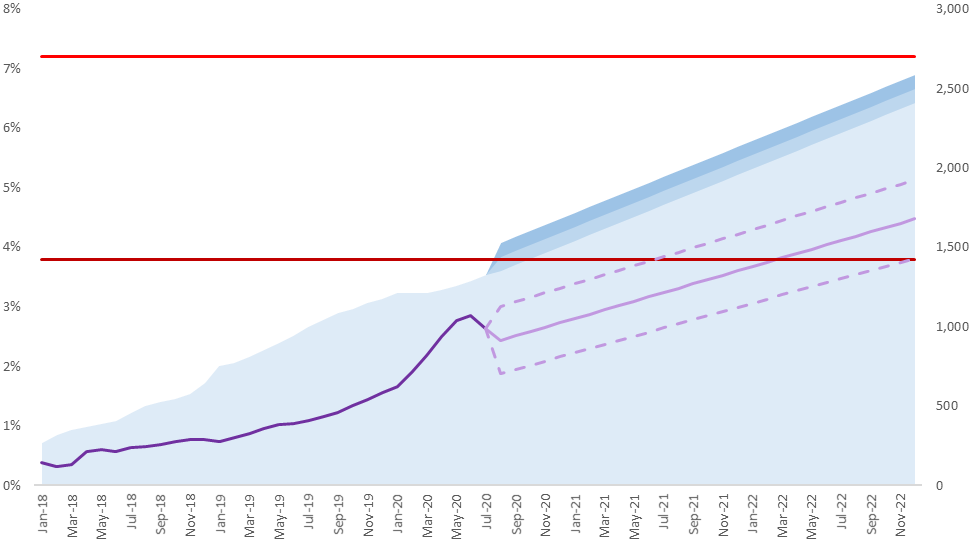 8%
7%
6%
5%
4%
3%
2%
1%
0%
3,000
2,500
2,000
1,500
1,000
500
0
Jan-18
Mar-18
May-18
Jul-18
Sep-18
Nov-18
Jan-19
Mar-19
May-19
Jul-19
Sep-19
Nov-19
Jan-20
Mar-20
May-20
Jul-20
Sep-20
Nov-20
Jan-21
Mar-21
May-21
Jul-21
Sep-21
Nov-21
Jan-22
Mar-22
May-22
Jul-22
Sep-22
Nov-22